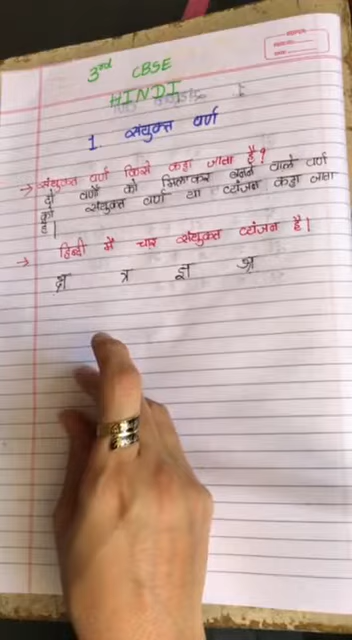 3rd CBSE
HINDI
1. संयुक्त वर्ण
→ संयुक्त वर्ण किसे कहा जाता है?
दो वर्णों को मिलाकर बनने वाले वर्ण
को संयुक्त वर्ण या व्यंजन कहा जाता
है।
→ हिन्दी में चार संयुक्त व्यंजन है।
क्ष त्र ज्ञ श्र